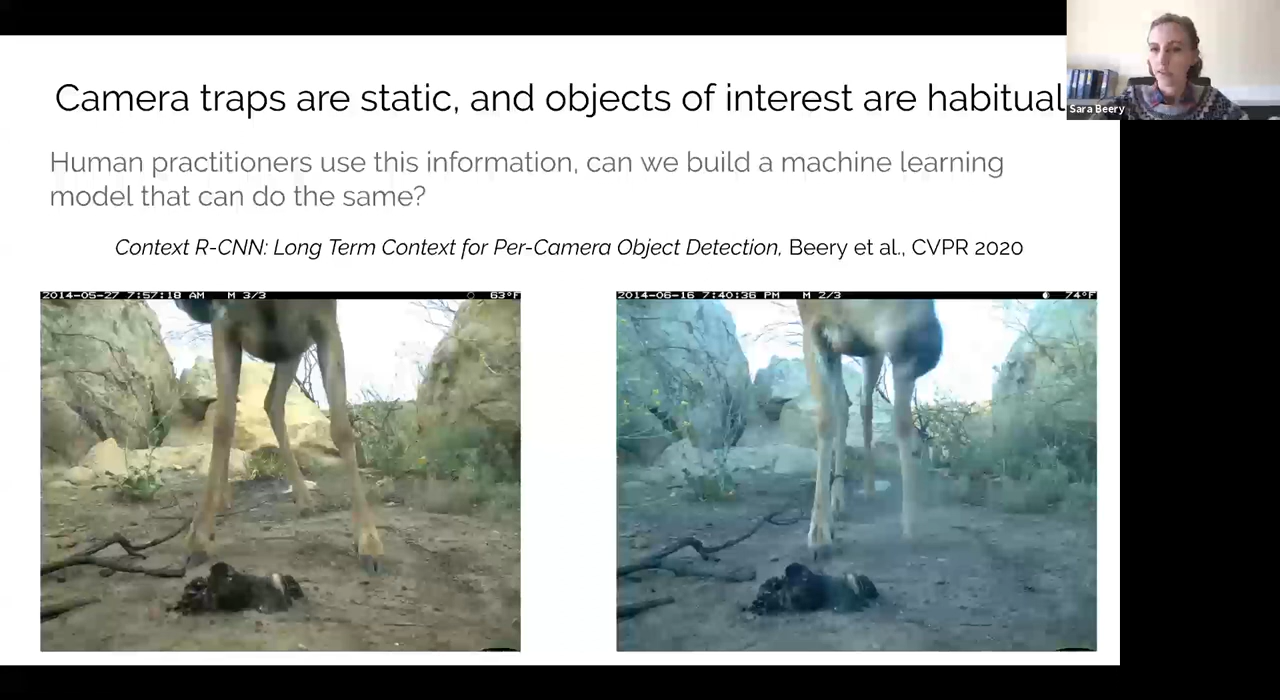 Camera traps are static, and objects of interest are habitual
Sara Beery
Human practitioners use this information, can we build a machine learning
model that can do the same?
Context R-CNN: Long Term Context for Per-Camera Object Detection, Beery et al., CVPR 2020
2014-05-27 7:57:18 AM M 3/3 63°F
2014-06-16 7:40:36 PM M 2/3 74°F